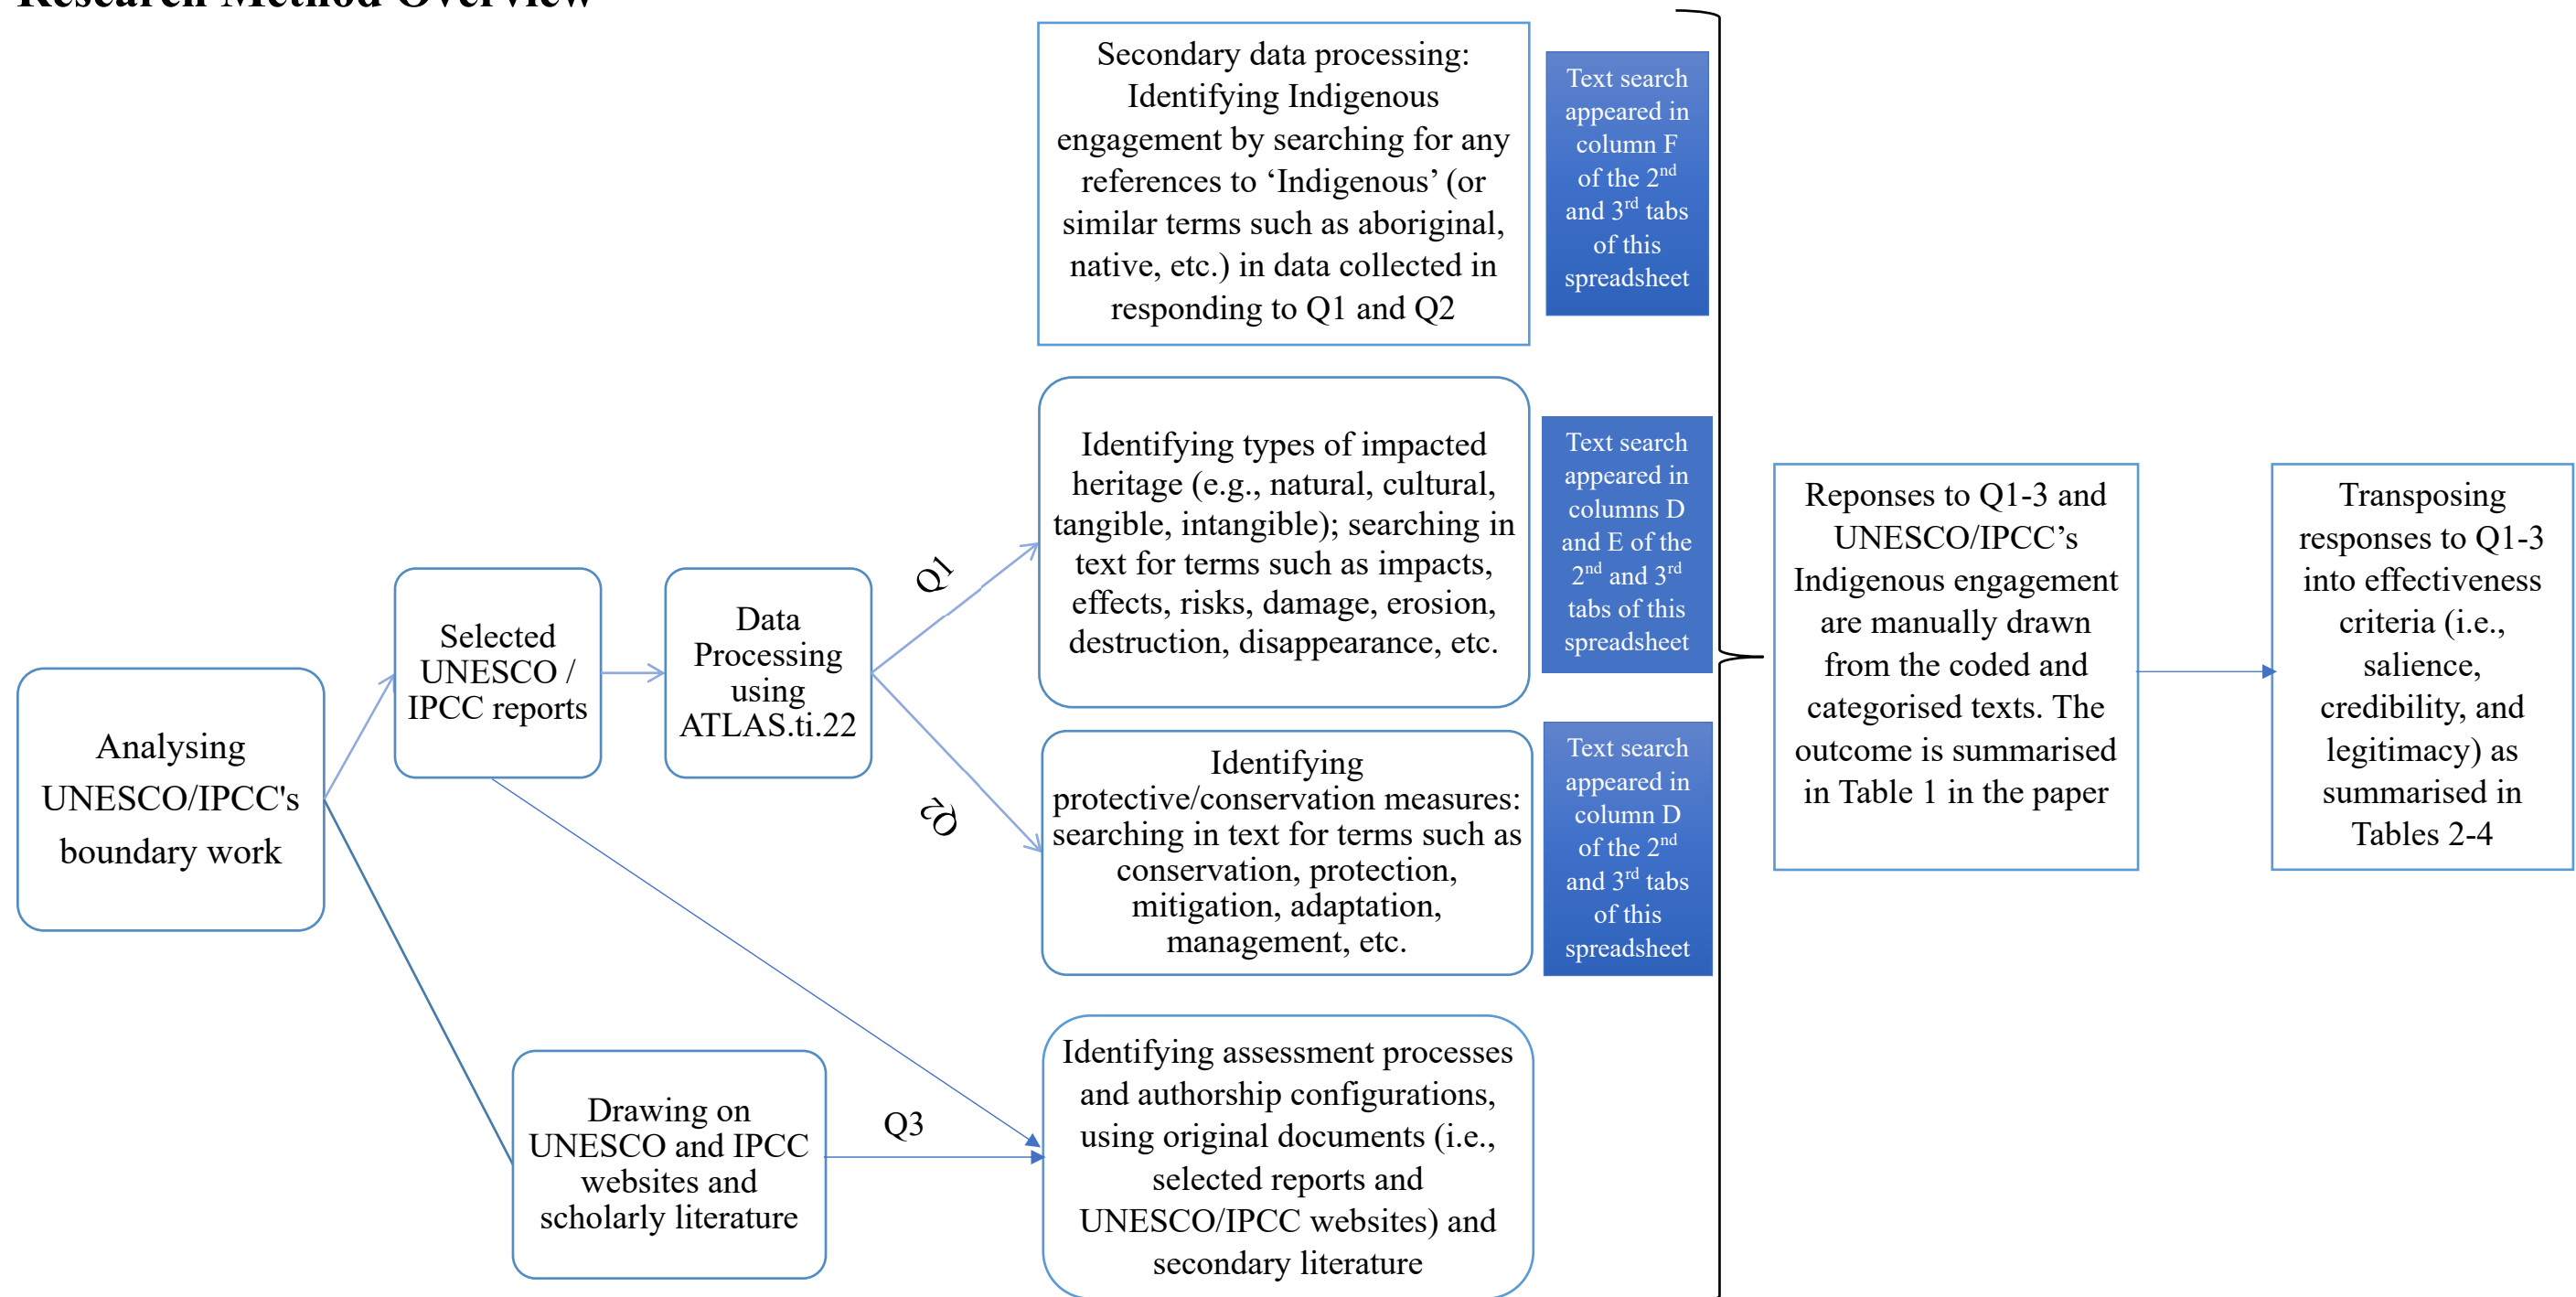 Research Method Overview
Secondary data processing:
Identifying Indigenous
engagement by searching for any
references to ‘Indigenous’ (or
similar terms such as aboriginal,
native, etc.) in data collected in
responding to Q1 and Q2
Text search
appeared in
column F
of the 2nd
and 3rd tabs
of this
spreadsheet
Identifying types of impacted
heritage (e.g., natural, cultural,
tangible, intangible); searching in
text for terms such as impacts,
effects, risks, damage, erosion,
destruction, disappearance, etc.
Text search
appeared in
columns D
and E of the
2nd and 3rd
tabs of this
spreadsheet
Analysing
UNESCO/IPCC's
boundary work
Selected
UNESCO /
IPCC reports
Data
Processing
using
ATLAS.ti.22
Q1
Q2
Identifying
protective/conservation measures:
searching in text for terms such as
conservation, protection,
mitigation, adaptation,
management, etc.
Text search
appeared in
column D
of the 2nd
and 3rd tabs
of this
spreadsheet
Drawing on
UNESCO and IPCC
websites and
scholarly literature
Q3
Identifying assessment processes
and authorship configurations,
using original documents (i.e.,
selected reports and
UNESCO/IPCC websites) and
secondary literature
Reponses to Q1-3 and
UNESCO/IPCC’s
Indigenous engagement
are manually drawn
from the coded and
categorised texts. The
outcome is summarised
in Table 1 in the paper
Transposing
responses to Q1-3
into effectiveness
criteria (i.e.,
salience,
credibility, and
legitimacy) as
summarised in
Tables 2-4